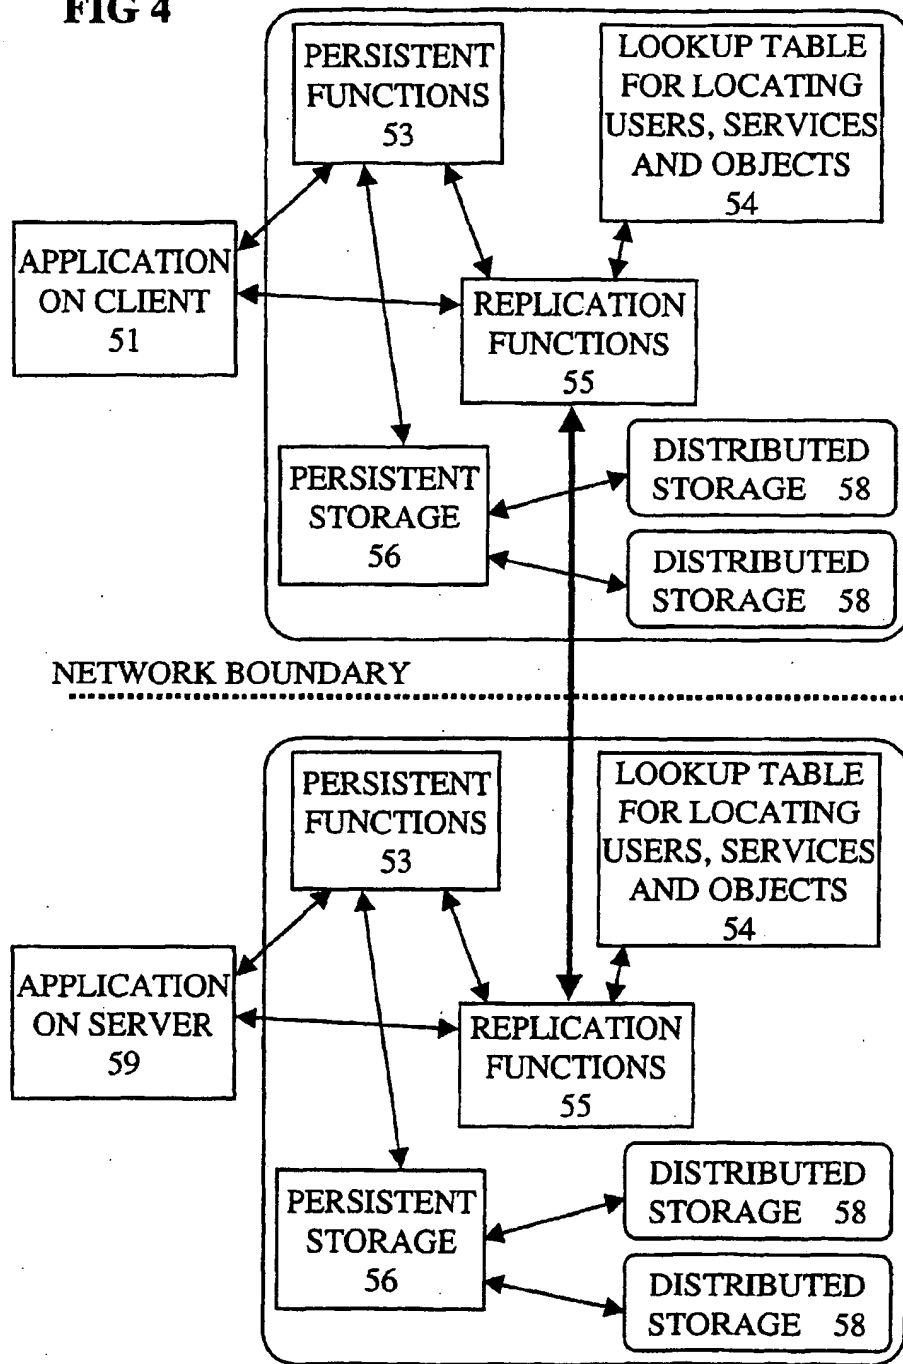 FIG 4
PERSISTENT
FUNCTIONS
53
LOOKUP TABLE
FOR LOCATING
USERS, SERVICES
AND OBJECTS
54
APPLICATION
ON CLIENT
51
REPLICATION
FUNCTIONS
55
PERSISTENT
STORAGE
56
DISTRIBUTED
STORAGE 58
DISTRIBUTED
STORAGE 58
NETWORK BOUNDARY
PERSISTENT
FUNCTIONS
53
LOOKUP TABLE
FOR LOCATING
USERS, SERVICES
AND OBJECTS
54
APPLICATION
ON SERVER
59
REPLICATION
FUNCTIONS
55
PERSISTENT
STORAGE
56
DISTRIBUTED
STORAGE 58
DISTRIBUTED
STORAGE 58